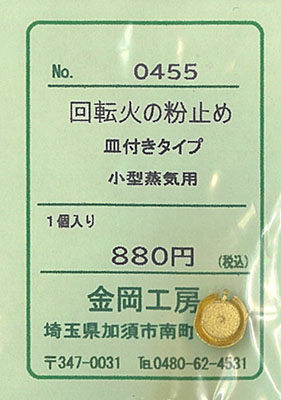 No. 0455
回転火の粉止め
皿付きタイプ
小型蒸気用
1個入り
880円 (税込)
金岡工房
埼玉県加須市南町
〒347-0031 TEL0480-62-4531